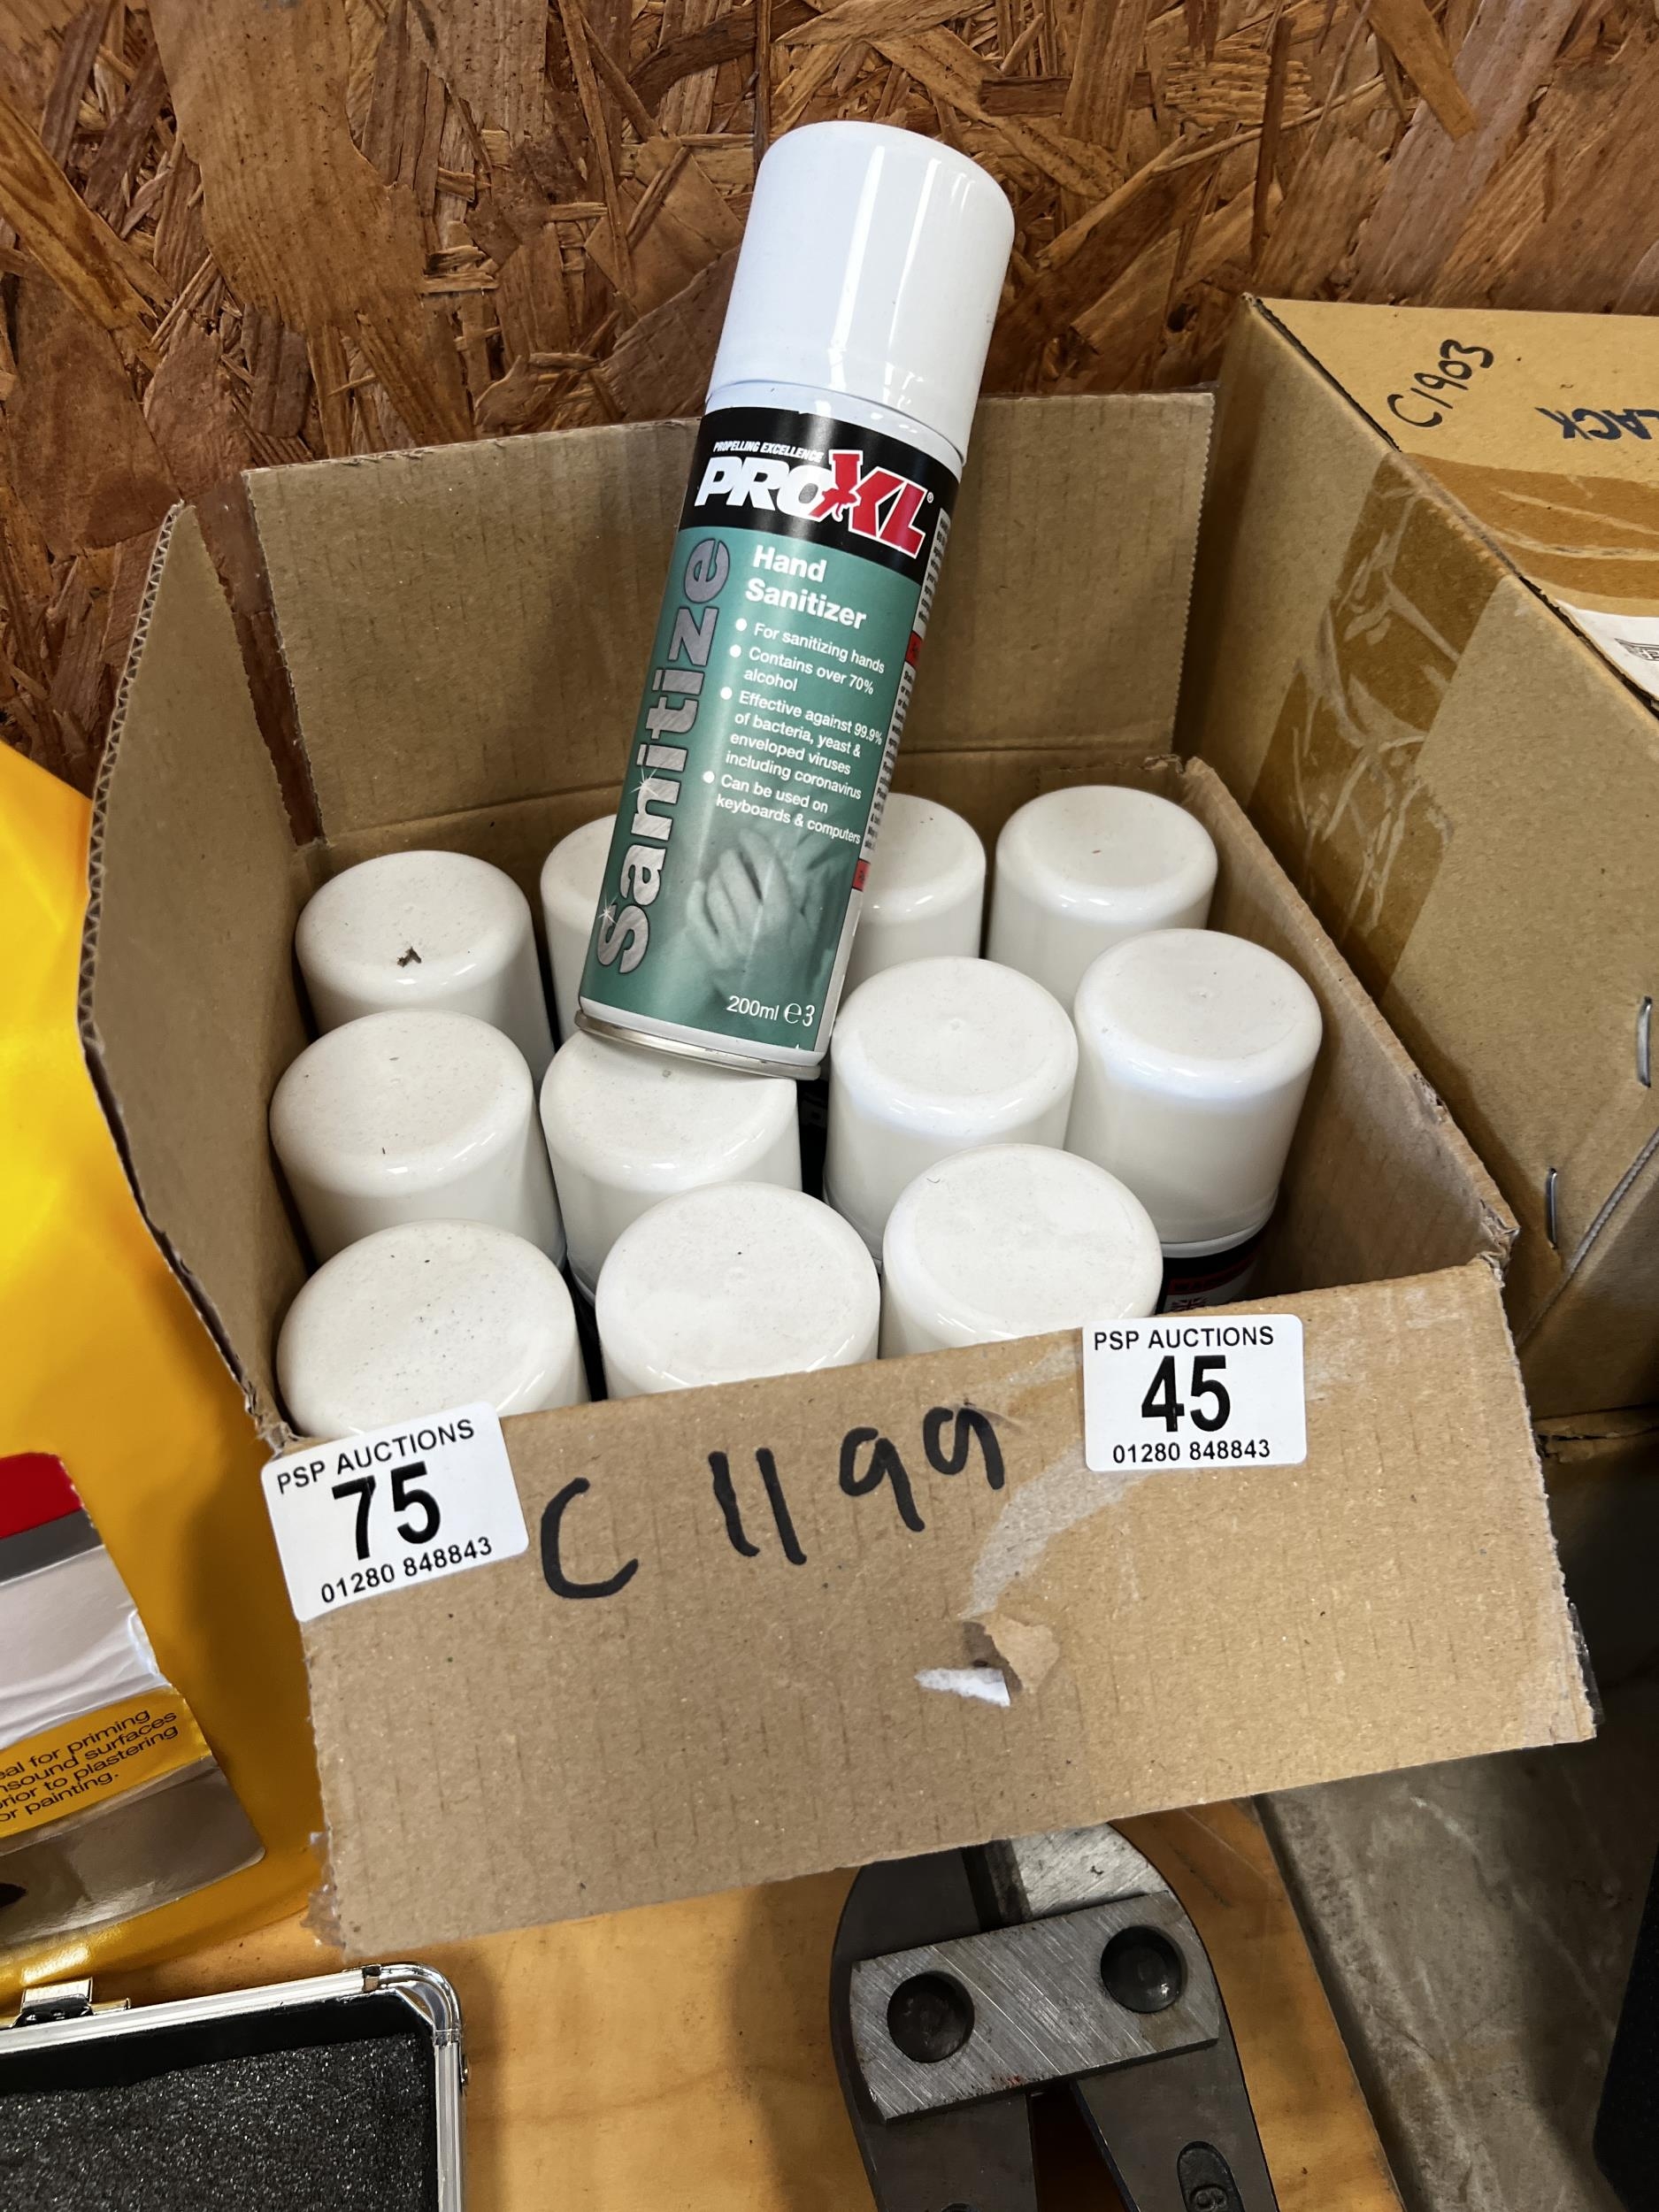 C1903
LACK
PROPELLING EXCELLENCE
PROXL®
Sanitize
Hand
Sanitizer
● For sanitizing hands
● Contains over 70%
alcohol
● Effective against 99.9%
of bacteria, yeast &
enveloped viruses
including coronavirus
● Can be used on
keyboards & computers
200ml ℮3
PSP AUCTIONS
45
01280 848843
PSP AUCTIONS
75
01280 848843
C 1199
eal for priming
nsound surfaces
prior to plastering
or painting.